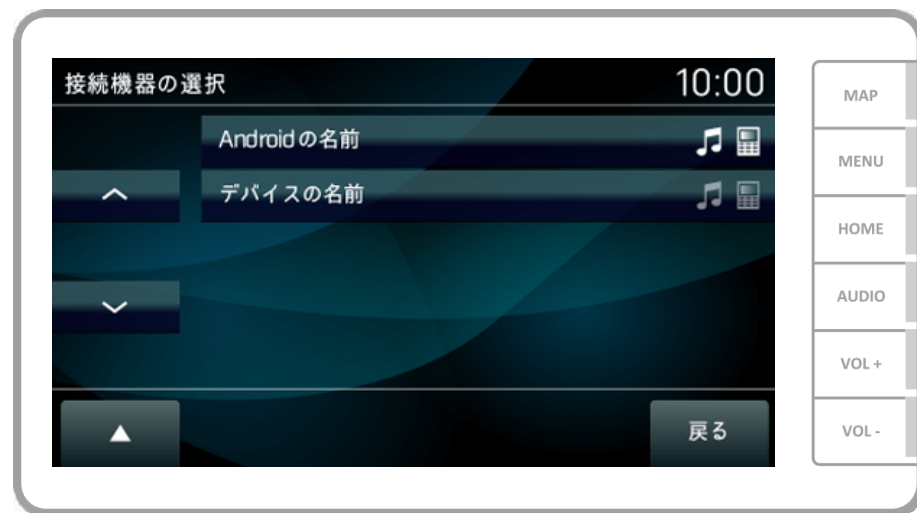 接続機器の選択
10:00
Androidの名前
デバイスの名前
戻る
MAP
MENU
HOME
AUDIO
VOL +
VOL -